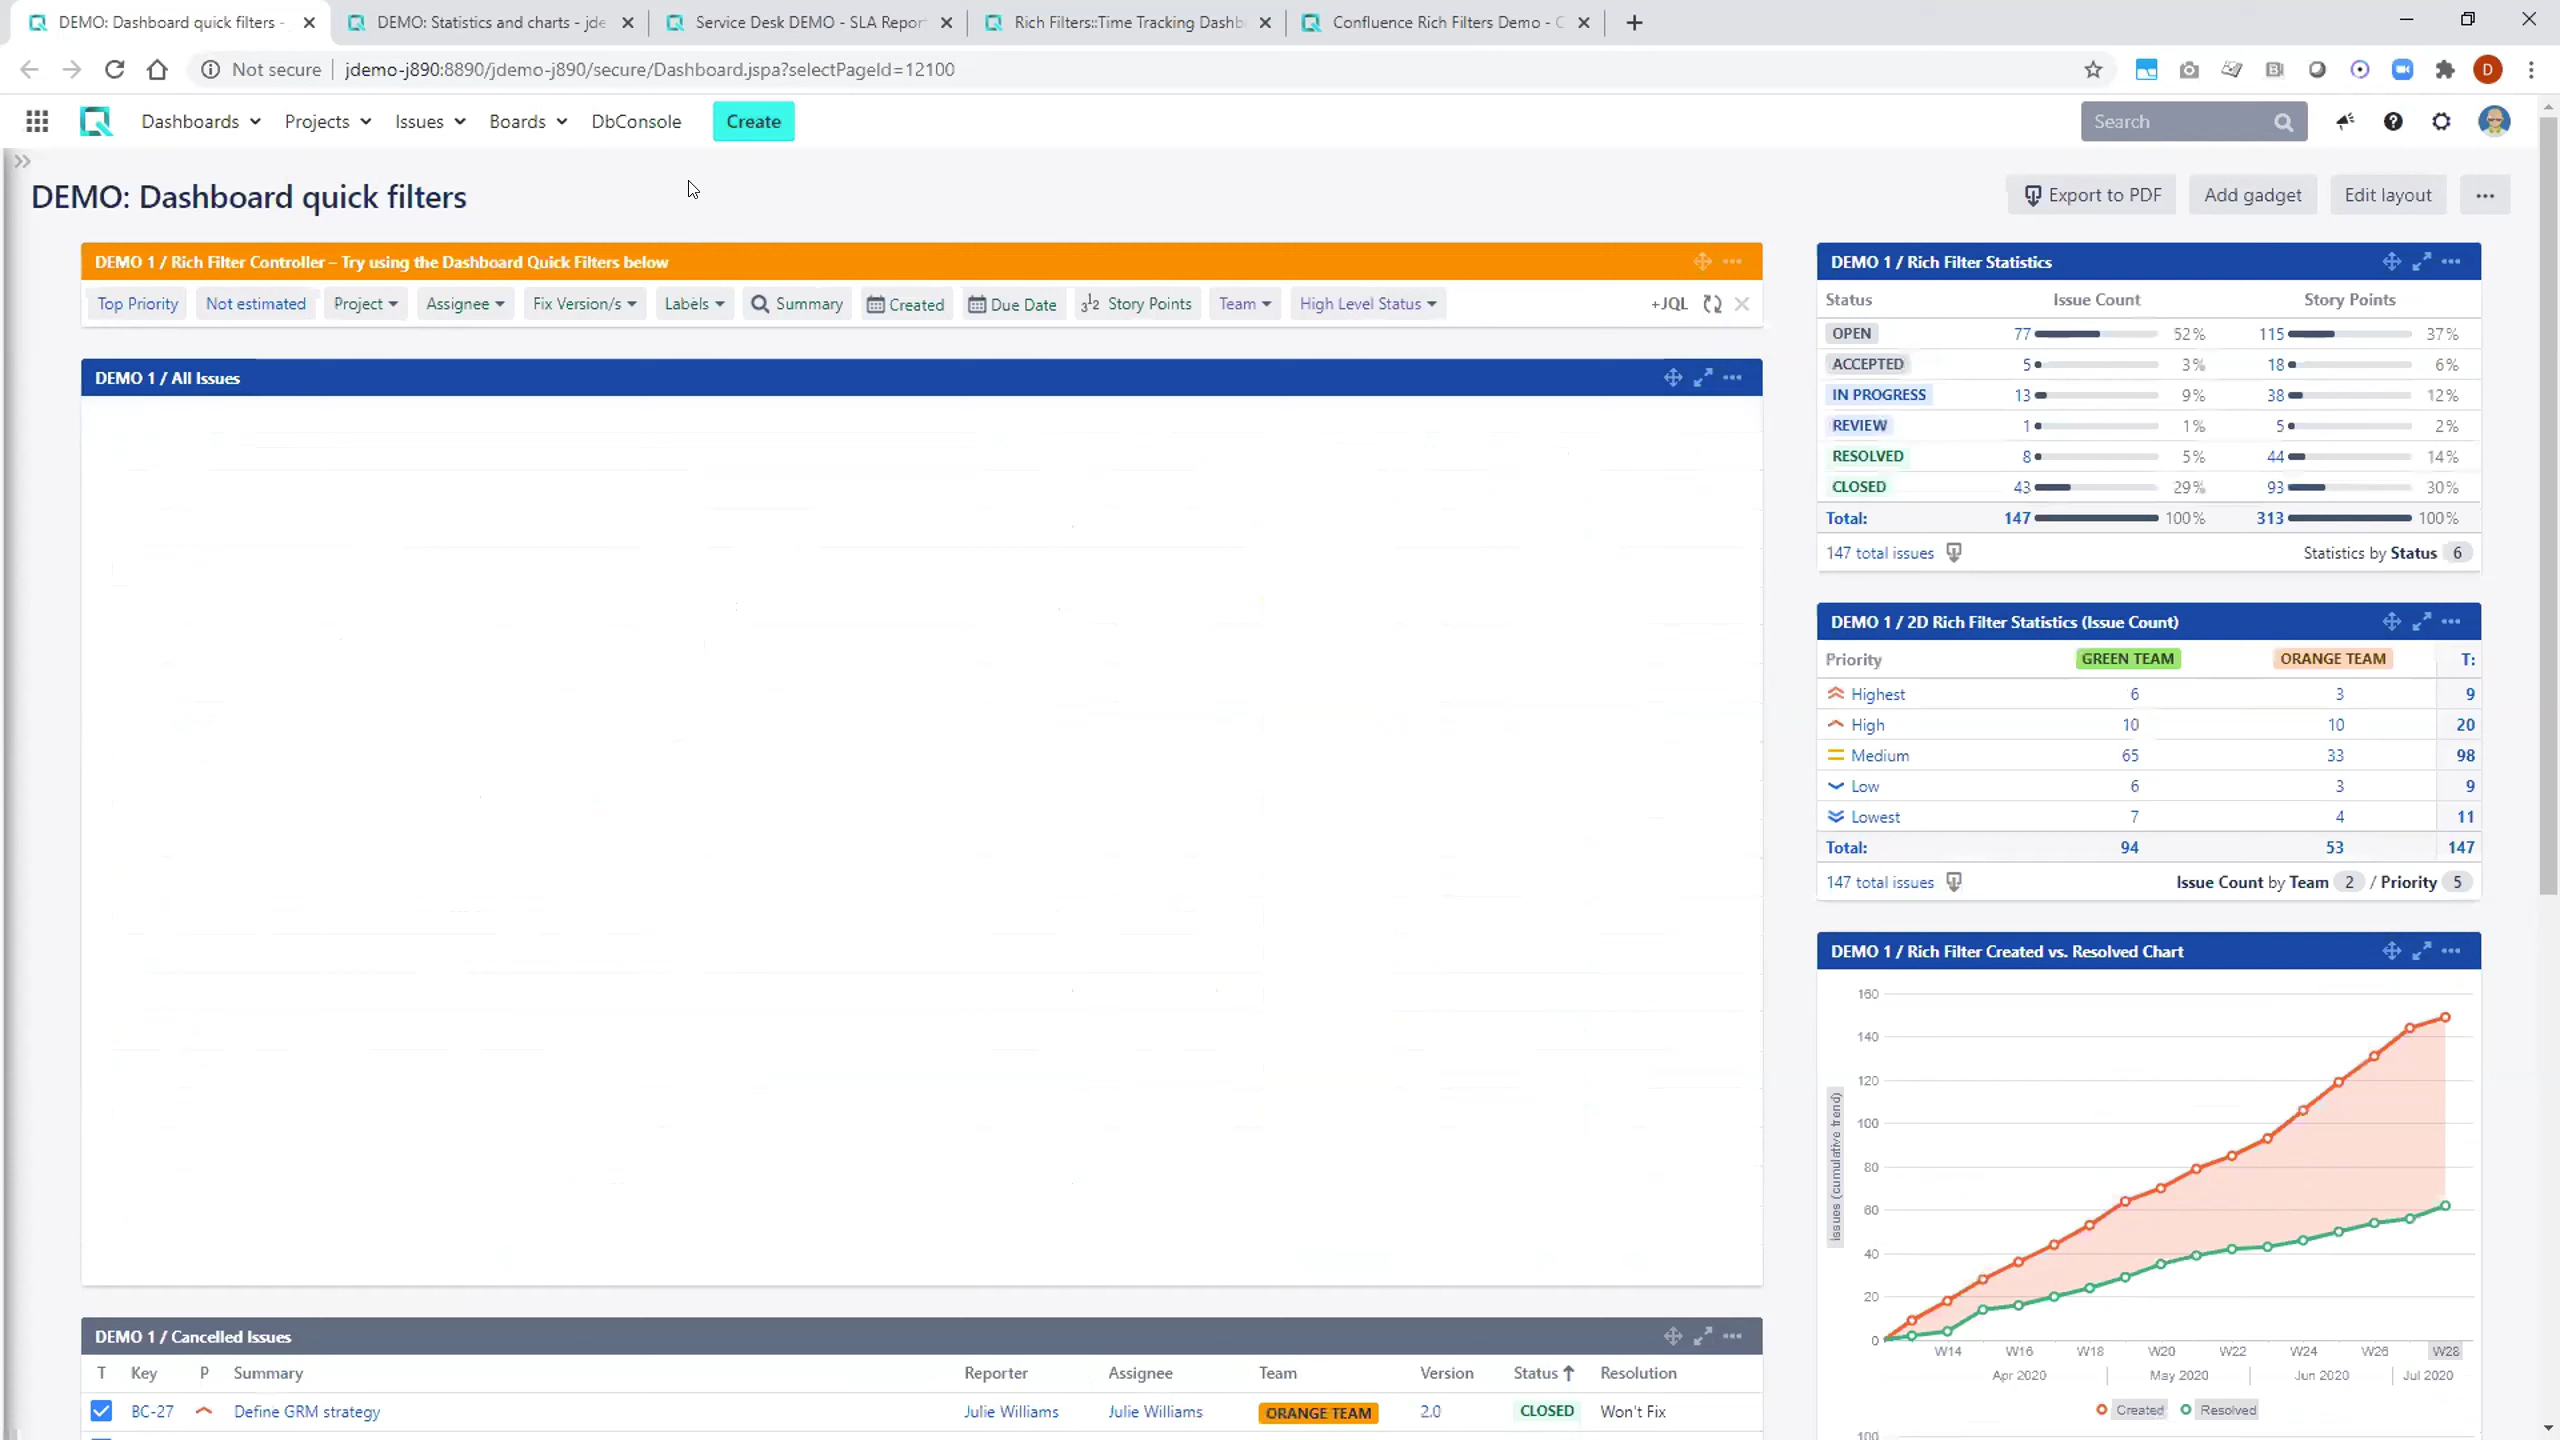 DEMO: Dashboard quick filters -
DEMO: Statistics and charts - jde
Service Desk DEMO - SLA Repor
Rich Filters::Time Tracking Dashb
Confluence Rich Filters Demo - C
Not secure
jdemo-j890:8890/jdemo-j890/secure/Dashboard.jspa?selectPageId=12100
D
Dashboards
Projects
Issues
Boards
DbConsole
Create
Search
DEMO: Dashboard quick filters
Export to PDF
Add gadget
Edit layout
DEMO 1 / Rich Filter Controller – Try using the Dashboard Quick Filters below
Top Priority
Not estimated
Project
Assignee
Fix Version/s
Labels
Summary
Created
Due Date
Story Points
Team
High Level Status
+JQL
DEMO 1 / All Issues
DEMO 1 / Cancelled Issues
T Key P Summary Reporter Assignee Team Version Status Resolution
BC-27 Define GRM strategy Julie Williams Julie Williams ORANGE TEAM 2.0 CLOSED Won't Fix
DEMO 1 / Rich Filter Statistics
Status Issue Count Story Points
OPEN 77 52% 115 37%
ACCEPTED 5 3% 18 6%
IN PROGRESS 13 9% 38 12%
REVIEW 1 1% 5 2%
RESOLVED 8 5% 44 14%
CLOSED 43 29% 93 30%
Total: 147 100% 313 100%
147 total issues Statistics by Status 6
DEMO 1 / 2D Rich Filter Statistics (Issue Count)
Priority GREEN TEAM ORANGE TEAM T:
Highest 6 3 9
High 10 10 20
Medium 65 33 98
Low 6 3 9
Lowest 7 4 11
Total: 94 53 147
147 total issues Issue Count by Team 2 / Priority 5
DEMO 1 / Rich Filter Created vs. Resolved Chart
issues (cumulative trend)
160
140
120
100
80
60
40
20
0
W14 W16 W18 W20 W22 W24 W26 W28
Apr 2020 May 2020 Jun 2020 Jul 2020
Created Resolved
100